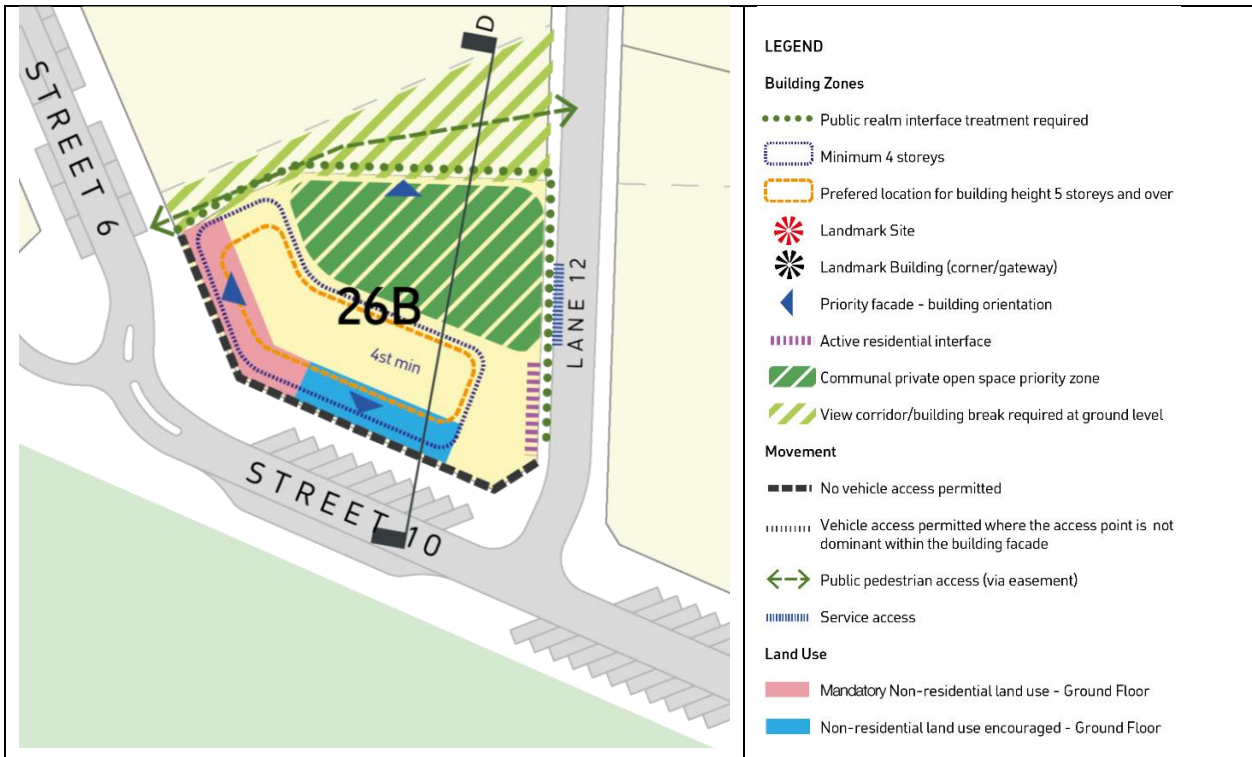 D
STREET 6
26B
4st min
LANE 12
STREET 10
LEGEND
Building Zones
Public realm interface treatment required
Minimum 4 storeys
Prefered location for building height 5 storeys and over
Landmark Site
Landmark Building (corner/gateway)
Priority facade - building orientation
Active residential interface
Communal private open space priority zone
View corridor/building break required at ground level
Movement
No vehicle access permitted
Vehicle access permitted where the access point is not
dominant within the building facade
Public pedestrian access (via easement)
Service access
Land Use
Mandatory Non-residential land use - Ground Floor
Non-residential land use encouraged - Ground Floor